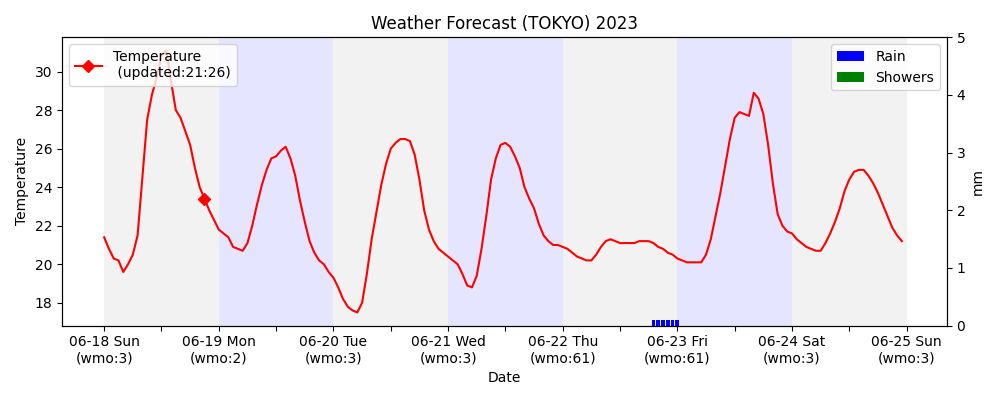 Weather Forecast (TOKYO) 2023
Temperature
(updated:21:26)
Rain
Showers
Temperature
30
28
26
24
22
20
18
5
4
3
2
1
0
mm
06-18 Sun 06-19 Mon 06-20 Tue 06-21 Wed 06-22 Thu 06-23 Fri 06-24 Sat 06-25 Sun
(wmo:3) (wmo:2) (wmo:3) (wmo:3) (wmo:61) (wmo:61) (wmo:3) (wmo:3)
Date